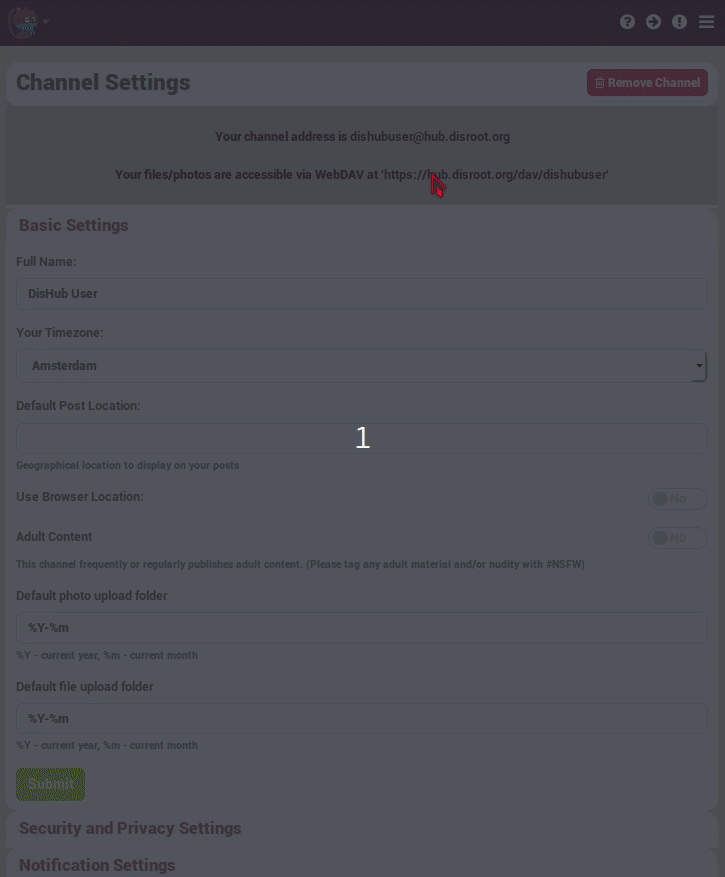 Channel Settings
Remove Channel
Your channel address is dishubuser@hub.disroot.org
Your files/photos are accessible via WebDAV at 'https://hub.disroot.org/dav/dishubuser'
Basic Settings
Full Name:
DisHub User
Your Timezone:
Amsterdam
Default Post Location:
1
Geographical location to display on your posts
Use Browser Location:
No
Adult Content
No
This channel frequently or regularly publishes adult content. (Please tag any adult material and/or nudity with #NSFW)
Default photo upload folder
%Y-%m
%Y - current year, %m - current month
Default file upload folder
%Y-%m
%Y - current year, %m - current month
Submit
Security and Privacy Settings
Notification Settings